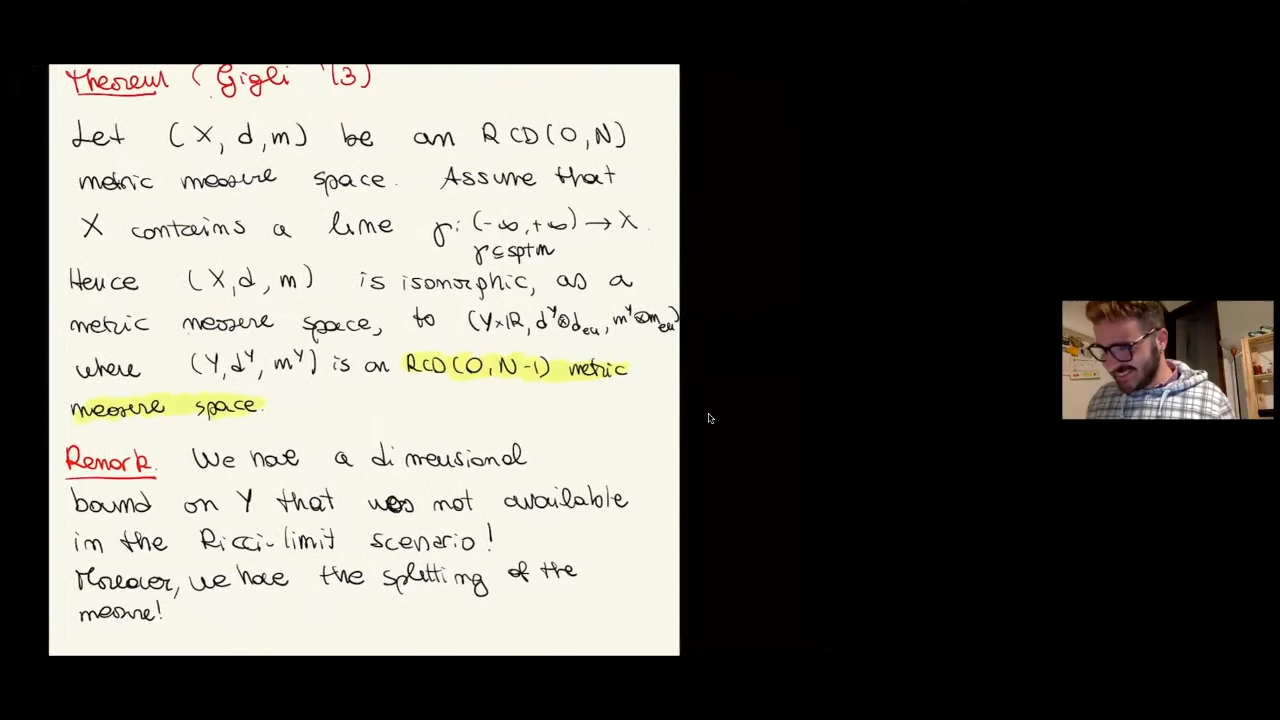 Theorem (Gigli '13)
Let (X, d, m) be an RCD(0, N)
metric measure space. Assume that
X contains a line γ: (-∞, +∞) → X.
γ ⊆ spt m
Hence (X, d, m) is isomorphic, as a
metric measure space, to (Y×ℝ, d^Y⊗d_eu, m^Y⊗m_eu)
where (Y, d^Y, m^Y) is an RCD(0, N-1) metric
measure space.
Remark. We have a dimensional
bound on Y that was not available
in the Ricci-limit scenario!
Moreover, we have the splitting of the
measure!